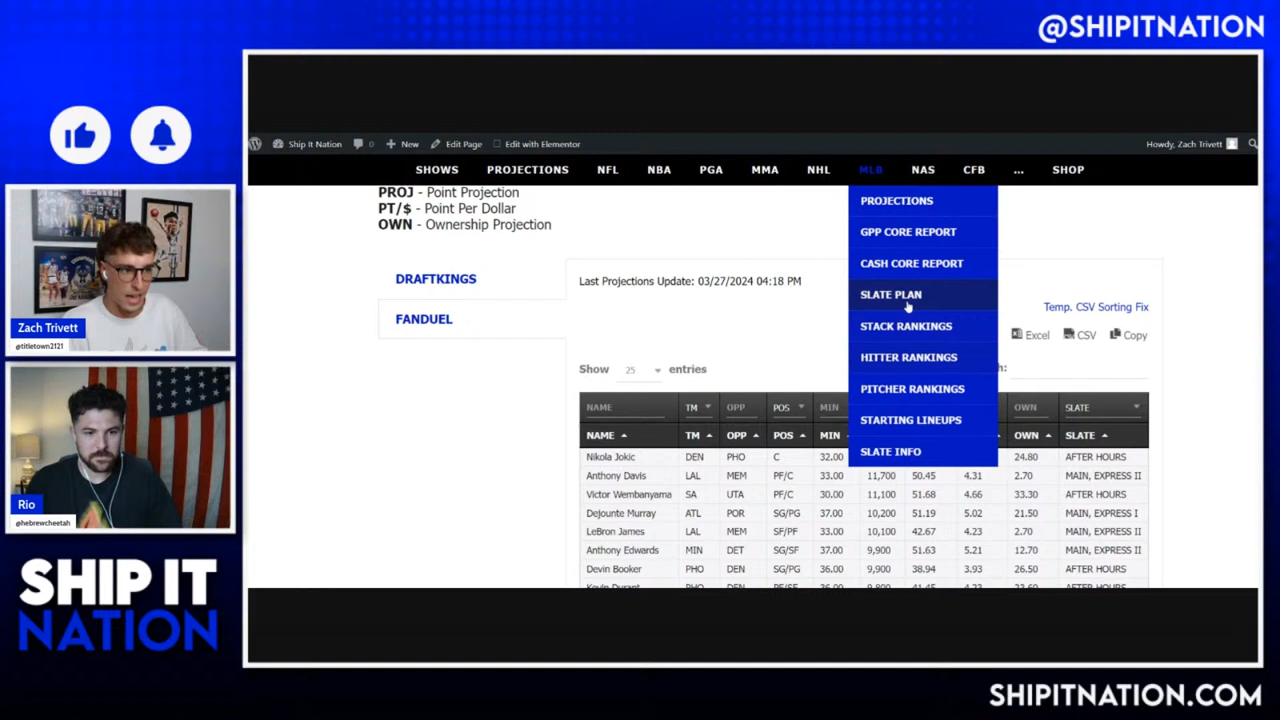 @SHIPITNATION
Ship It Nation 0 New Edit Page Edit with Elementor Howdy, Zach Trivett
SHOWS PROJECTIONS NFL NBA PGA MMA NHL MLB NAS CFB ... SHOP
PROJ - Point Projection
PT/$ - Point Per Dollar
OWN - Ownership Projection
PROJECTIONS
GPP CORE REPORT
CASH CORE REPORT
SLATE PLAN
STACK RANKINGS
HITTER RANKINGS
PITCHER RANKINGS
STARTING LINEUPS
SLATE INFO
DRAFTKINGS
FANDUEL
Last Projections Update: 03/27/2024 04:18 PM
Temp. CSV Sorting Fix
Excel CSV Copy
Show 25 entries
h:
NAME TM OPP POS MIN OWN SLATE
NAME TM OPP POS MIN OWN SLATE
Nikola Jokic DEN PHO C 32.00 24.80 AFTER HOURS
Anthony Davis LAL MEM PF/C 33.00 11,700 50.45 4.31 2.70 MAIN, EXPRESS II
Victor Wembanyama SA UTA PF/C 30.00 11,100 51.68 4.66 33.30 AFTER HOURS
Dejounte Murray ATL POR SG/PG 37.00 10,200 51.19 5.02 21.50 MAIN, EXPRESS I
LeBron James LAL MEM SF/PF 33.00 10,100 42.67 4.23 2.70 MAIN, EXPRESS II
Anthony Edwards MIN DET SG/SF 37.00 9,900 51.63 5.21 12.70 MAIN, EXPRESS II
Devin Booker PHO DEN SG/PG 36.00 9,900 38.94 3.93 26.50 AFTER HOURS
Kevin Durant PHO DEN PF/SF
Zach Trivett
@titletown2121
Rio
@hebrewcheetah
SHIP IT
NATION
SHIPITNATION.COM